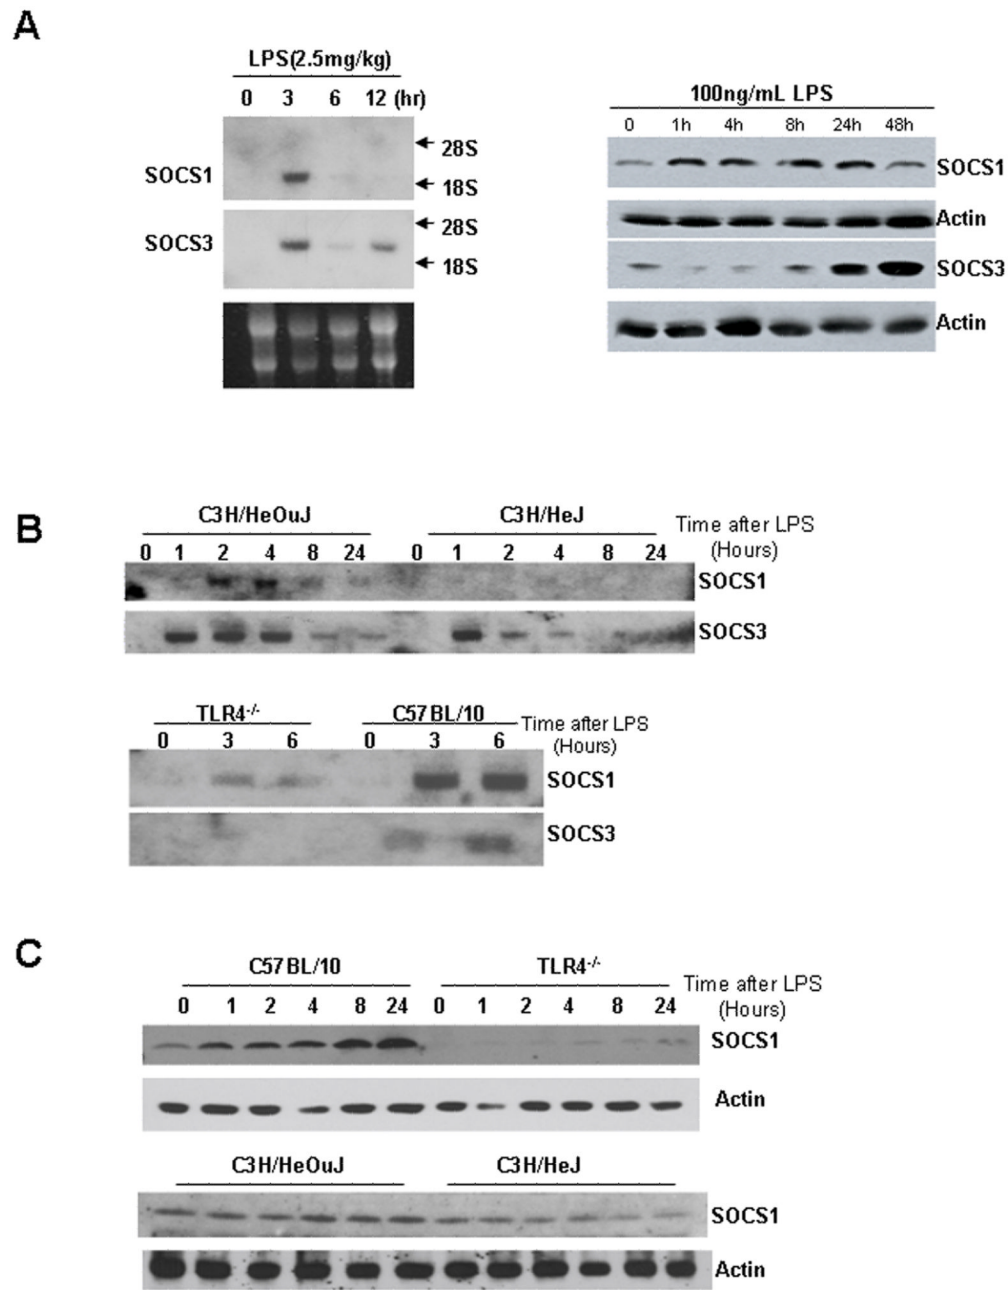 A
LPS(2.5mg/kg)
0 3 6 12 (hr)
28S
SOCS1
18S
28S
SOCS3
18S
100ng/mL LPS
0 1h 4h 8h 24h 48h
SOCS1
Actin
SOCS3
Actin
B
C3H/HeOuJ C3H/HeJ Time after LPS
(Hours)
0 1 2 4 8 24 0 1 2 4 8 24
SOCS1
SOCS3
TLR4-/- C57BL/10 Time after LPS
(Hours)
0 3 6 0 3 6
SOCS1
SOCS3
C
C57BL/10 TLR4-/- Time after LPS
(Hours)
0 1 2 4 8 24 0 1 2 4 8 24
SOCS1
Actin
C3H/HeOuJ C3H/HeJ
SOCS1
Actin